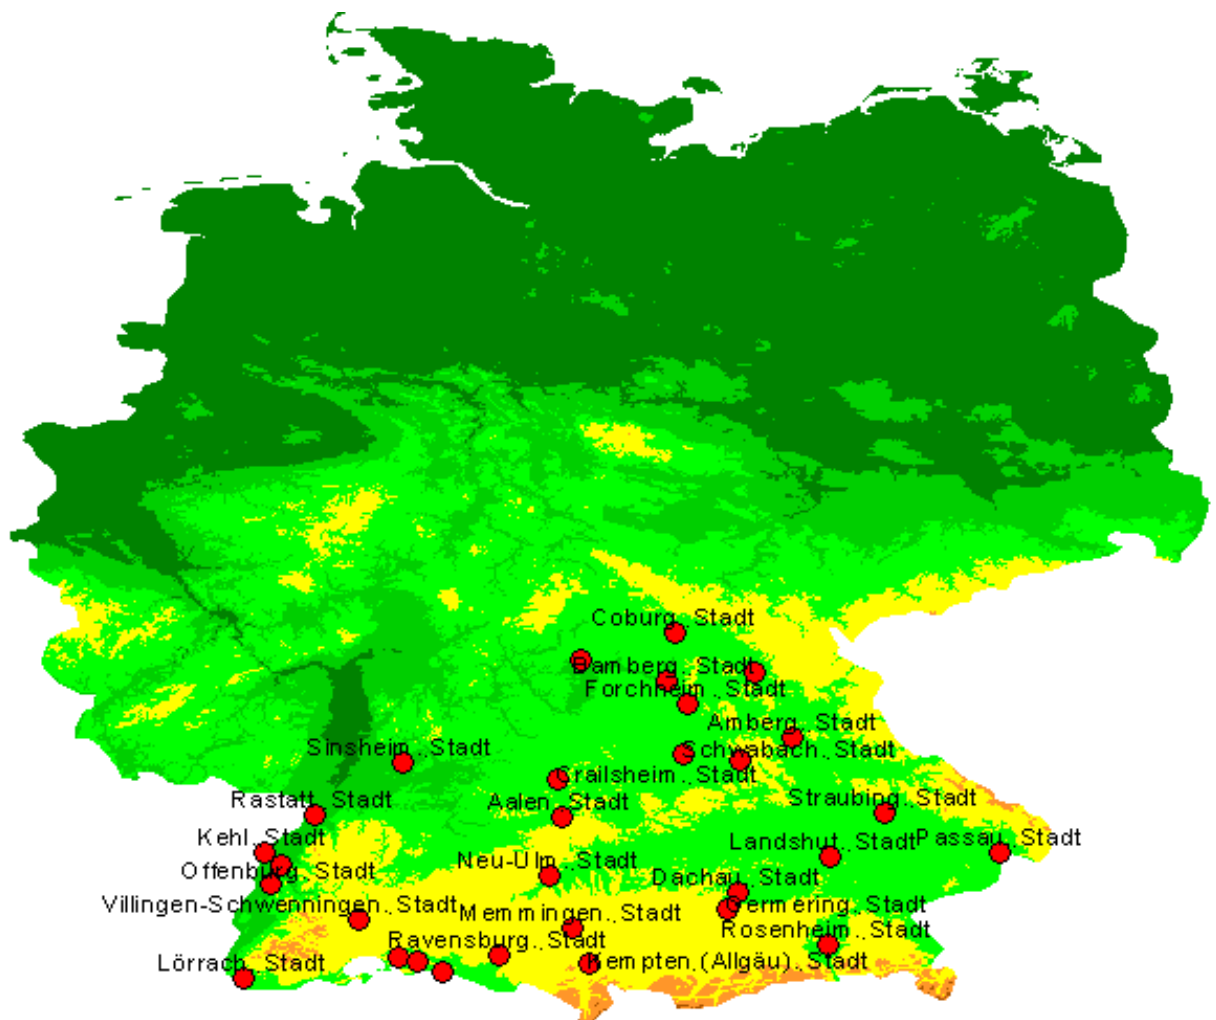 Coburg, Stadt
Bamberg, Stadt
Forchheim, Stadt
Amberg, Stadt
Sinsheim, Stadt
Schwabach, Stadt
Crailsheim, Stadt
Rastatt, Stadt
Aalen, Stadt
Straubing, Stadt
Kehl, Stadt
Landshut, Stadt
Passau, Stadt
Offenburg, Stadt
Neu-Ulm, Stadt
Dachau, Stadt
Villingen-Schwenningen, Stadt
Memmingen, Stadt
Germering, Stadt
Rosenheim, Stadt
Ravensburg, Stadt
Lörrach, Stadt
Kempten (Allgäu), Stadt